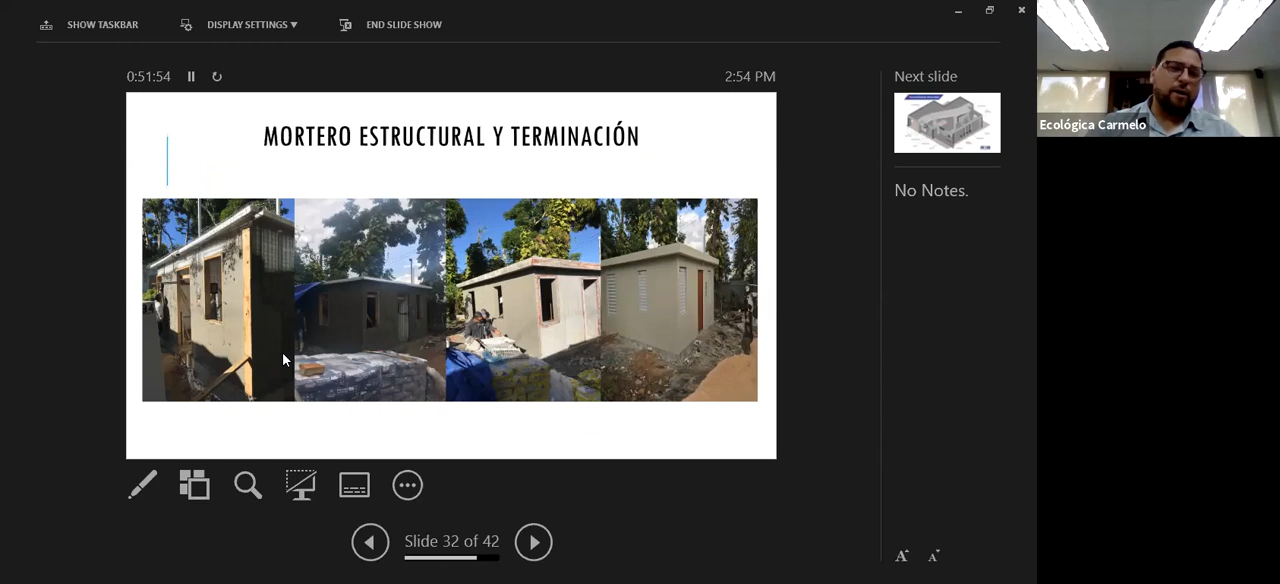 SHOW TASKBAR
DISPLAY SETTINGS ▼
END SLIDE SHOW
0:51:54
2:54 PM
Next slide
MORTERO ESTRUCTURAL Y TERMINACIÓN
Ecológica Carmelo
No Notes.
Slide 32 of 42
A A